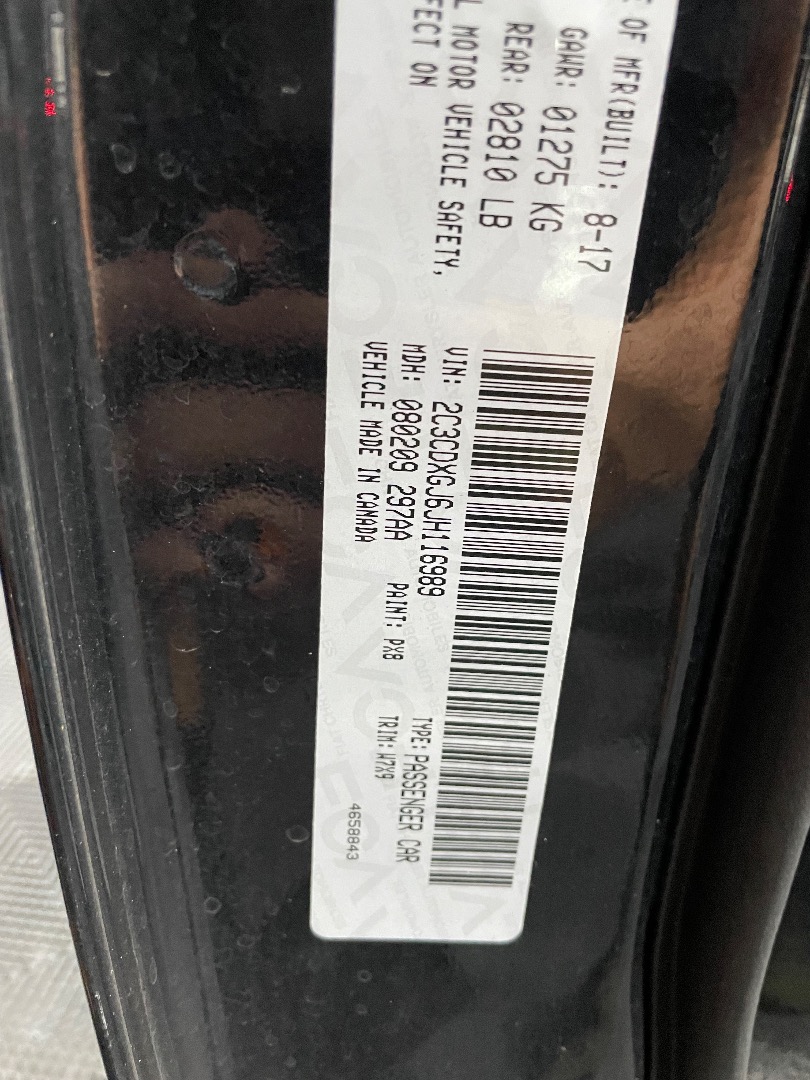 E OF MFR(BUILT): 8-17
GAWR: 01275 KG
REAR: 02810 LB
L MOTOR VEHICLE SAFETY,
FECT ON
VIN: 2C3CDXGJ6JH116989
TYPE: PASSENGER CAR
MDH: 080209 297AA PAINT: PX8 TRIM: W7X9
VEHICLE MADE IN CANADA
4658843